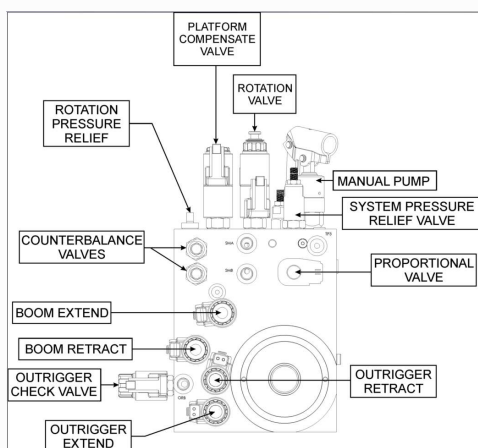 PLATFORM
COMPENSATE
VALVE
ROTATION
VALVE
ROTATION
PRESSURE
RELIEF
MANUAL PUMP
SYSTEM PRESSURE
RELIEF VALVE
COUNTERBALANCE
VALVES
PROPORTIONAL
VALVE
BOOM EXTEND
BOOM RETRACT
OUTRIGGER
CHECK VALVE
OUTRIGGER
RETRACT
OUTRIGGER
EXTEND